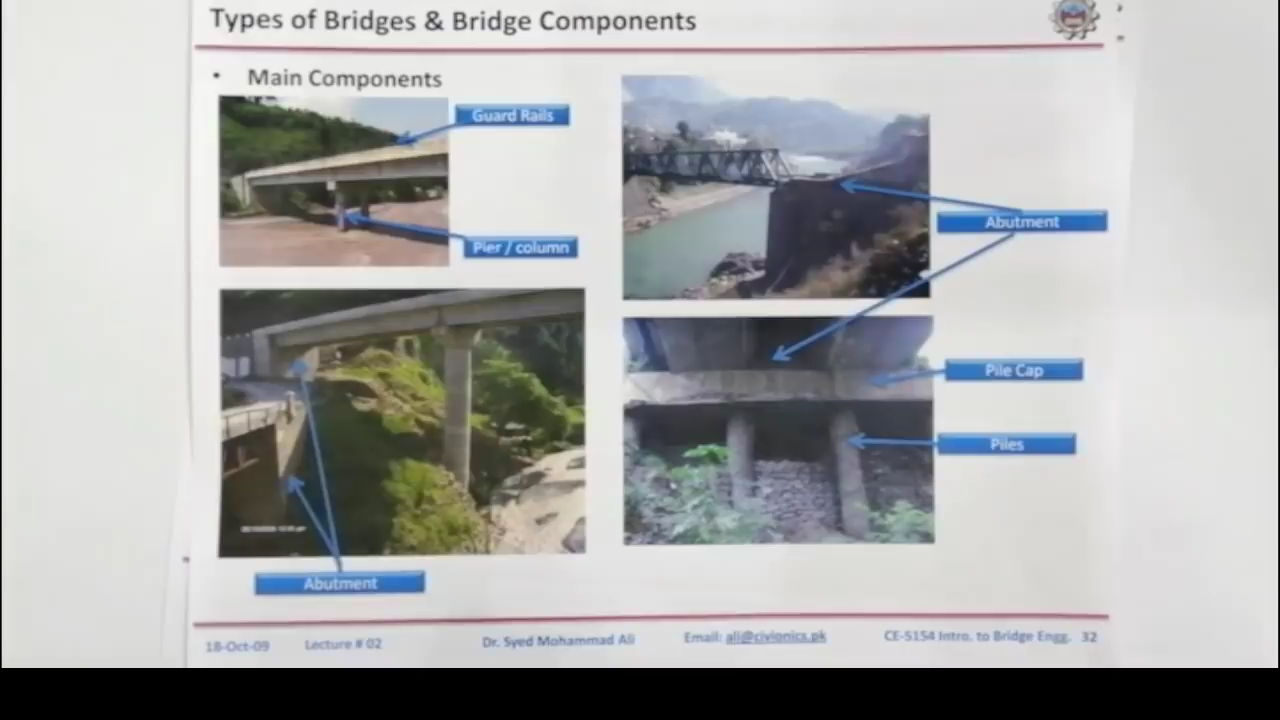 Types of Bridges & Bridge Components
• Main Components
Guard Rails
Pier / column
Abutment
Abutment
Pile Cap
Piles
18-Oct-09 Lecture # 02 Dr. Syed Mohammad Ali Email: ali@civionics.pk CE-5154 Intro. to Bridge Engg. 32